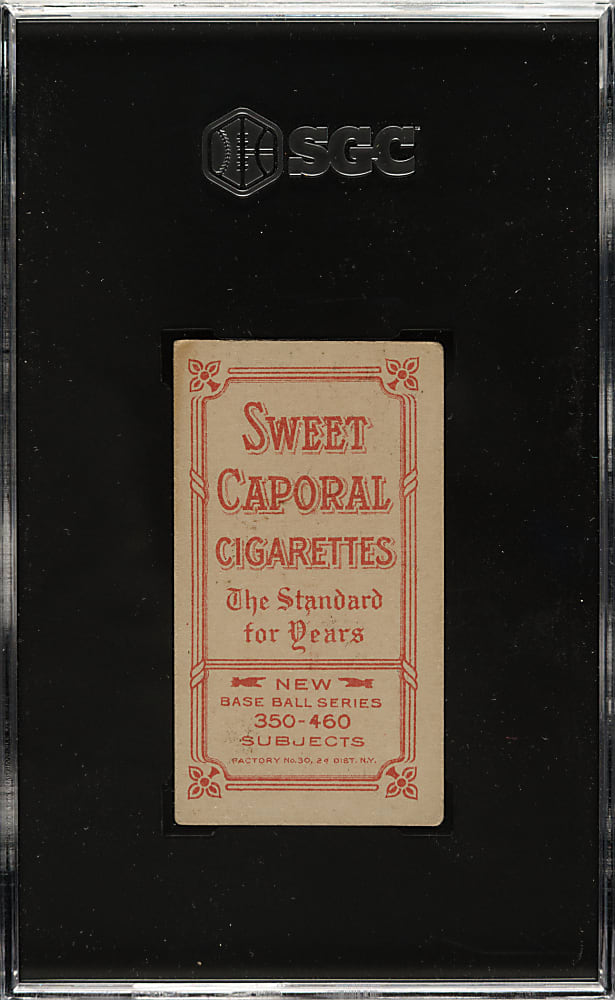 SGC
SWEET
CAPORAL
CIGARETTES
The Standard
for Years
NEW
BASE BALL SERIES
350-460
SUBJECTS
FACTORY No. 30, 2d DIST. N.Y.